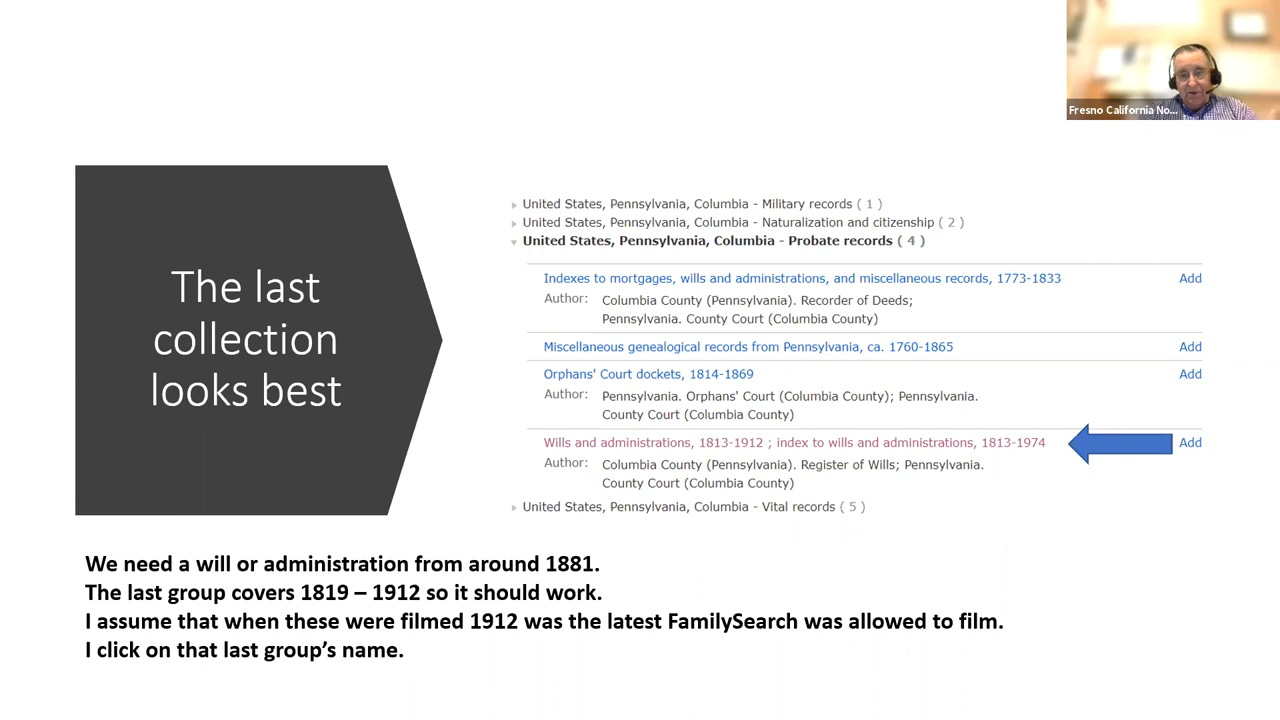 Fresno California No...
The last
collection
looks best
United States, Pennsylvania, Columbia - Military records ( 1 )
United States, Pennsylvania, Columbia - Naturalization and citizenship ( 2 )
United States, Pennsylvania, Columbia - Probate records ( 4 )
Indexes to mortgages, wills and administrations, and miscellaneous records, 1773-1833 Add
Author: Columbia County (Pennsylvania). Recorder of Deeds;
Pennsylvania. County Court (Columbia County)
Miscellaneous genealogical records from Pennsylvania, ca. 1760-1865 Add
Orphans' Court dockets, 1814-1869 Add
Author: Pennsylvania. Orphans' Court (Columbia County); Pennsylvania.
County Court (Columbia County)
Wills and administrations, 1813-1912 ; index to wills and administrations, 1813-1974 Add
Author: Columbia County (Pennsylvania). Register of Wills; Pennsylvania.
County Court (Columbia County)
United States, Pennsylvania, Columbia - Vital records ( 5 )
We need a will or administration from around 1881.
The last group covers 1819 – 1912 so it should work.
I assume that when these were filmed 1912 was the latest FamilySearch was allowed to film.
I click on that last group’s name.